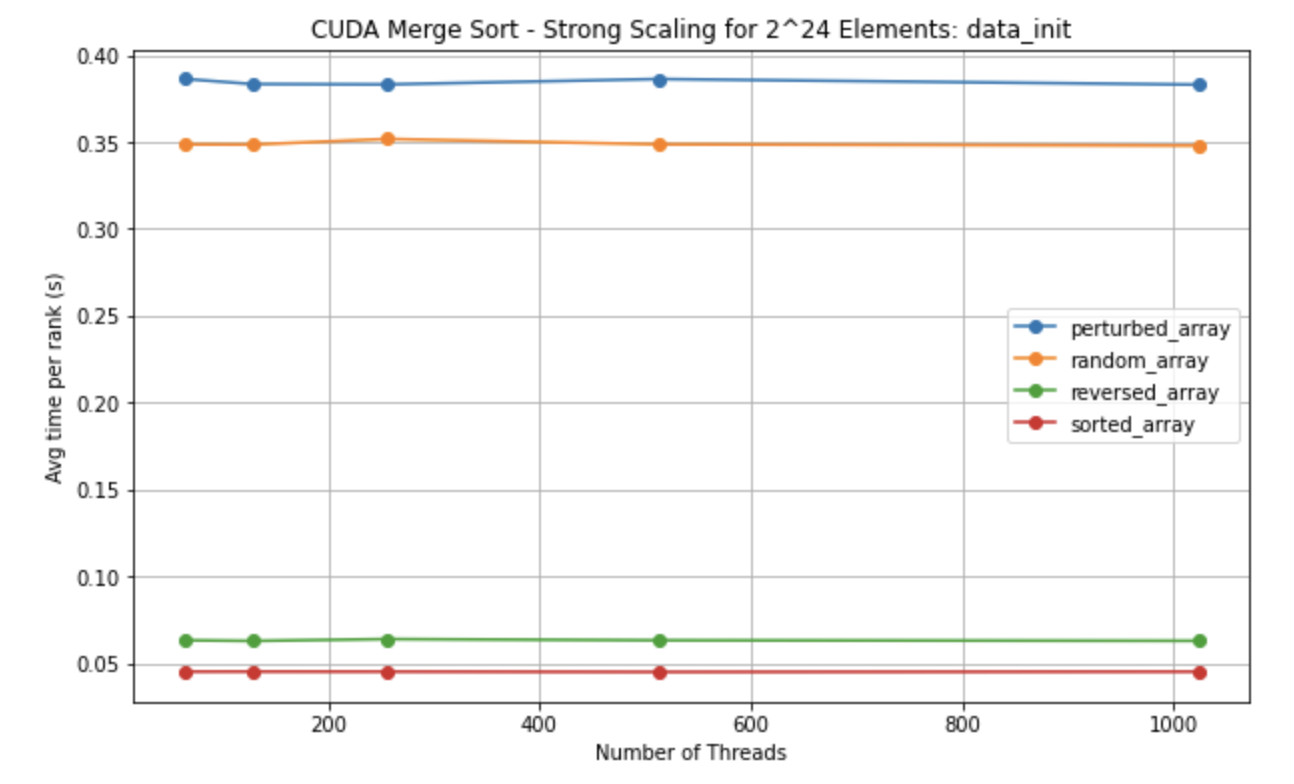 CUDA Merge Sort - Strong Scaling for 2^24 Elements: data_init
0.40
0.35
0.30
0.25
0.20
0.15
0.10
0.05
Avg time per rank (s)
perturbed_array
random_array
reversed_array
sorted_array
200 400 600 800 1000
Number of Threads